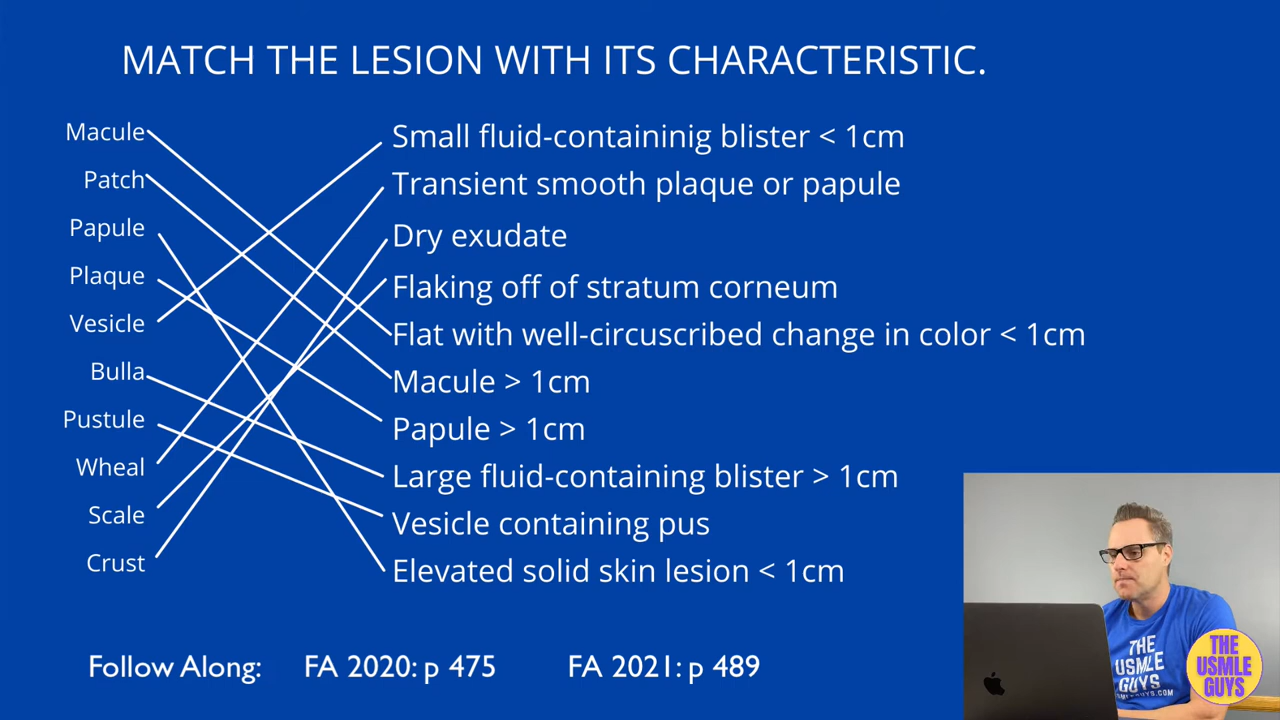 MATCH THE LESION WITH ITS CHARACTERISTIC.
Macule
Patch
Papule
Plaque
Vesicle
Bulla
Pustule
Wheal
Scale
Crust
Small fluid-containinig blister < 1cm
Transient smooth plaque or papule
Dry exudate
Flaking off of stratum corneum
Flat with well-circuscribed change in color < 1cm
Macule > 1cm
Papule > 1cm
Large fluid-containing blister > 1cm
Vesicle containing pus
Elevated solid skin lesion < 1cm
Follow Along: FA 2020: p 475 FA 2021: p 489
THE
USMLE
GUYS
THE
USMLE
GUYS